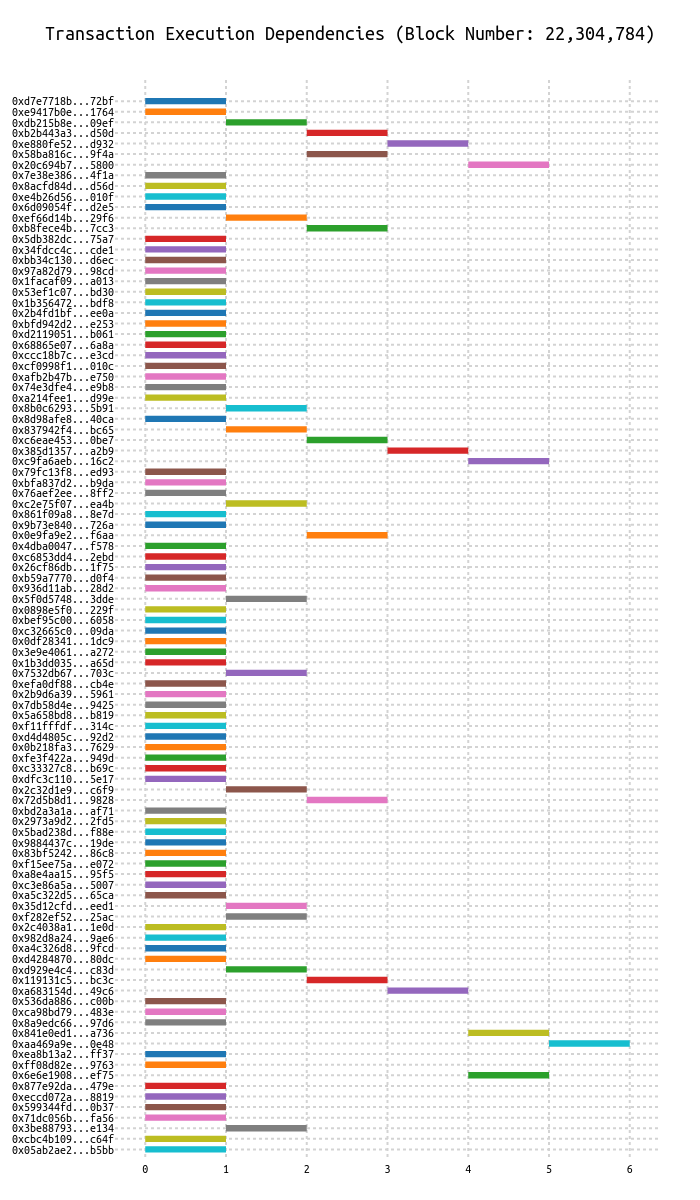 Transaction Execution Dependencies (Block Number: 22,304,784)
0xd7e7718b...72bf
0xe9417b0e...1764
0xdb215b8e...09ef
0xb2b443a3...d50d
0xe880fe52...d932
0x58ba816c...9f4a
0x20c694b7...5800
0x7e38e386...4f1a
0x8acfd84d...d56d
0xe4b26d56...010f
0x6d09054f...d2e5
0xef66d14b...29f6
0xb8fece4b...7cc3
0x5db382dc...75a7
0x34fdcc4c...cde1
0xbb34c130...d6ec
0x97a82d79...98cd
0x1facaf09...a013
0x53ef1c07...bd30
0x1b356472...bdf8
0x2b4fd1bf...ee0a
0xbfd942d2...e253
0xd2119051...b061
0x68865e07...6a8a
0xccc18b7c...e3cd
0xcf0998f1...010c
0xafb2b47b...e750
0x74e3dfe4...e9b8
0xa214fee1...d99e
0x8b0c6293...5b91
0x8d98afe8...40ca
0x837942f4...bc65
0xc6eae453...0be7
0x385d1357...a2b9
0xc9fa6aeb...16c2
0x79fc13f8...ed93
0xbfa837d2...b9da
0x76aef2ee...8ff2
0xc2e75f07...ea4b
0x861f09a8...8e7d
0x9b73e840...726a
0x0e9fa9e2...f6aa
0x4dba0047...f578
0xc6853dd4...2ebd
0x26cf86db...1f75
0xb59a7770...d0f4
0x936d11ab...28d2
0x5f0d5748...3dde
0x0898e5f0...229f
0xbef95c00...6058
0xc32665c0...09da
0x0df28341...1dc9
0x3e9e4061...a272
0x1b3dd035...a65d
0x7532db67...703c
0xefa0df88...cb4e
0x2b9d6a39...5961
0x7db58d4e...9425
0x5a658bd8...b819
0xf11fffdf...314c
0xd4d4805c...92d2
0x0b218fa3...7629
0xfe3f422a...949d
0xc33327c8...b69c
0xdfc3c110...5e17
0x2c32d1e9...c6f9
0x72d5b8d1...9828
0xbd2a3a1a...af71
0x2973a9d2...2fd5
0x5bad238d...f88e
0x9884437c...19de
0x83bf5242...86c8
0xf15ee75a...e072
0xa8e4aa15...95f5
0xc3e86a5a...5007
0xa5c322d5...65ca
0x35d12cfd...eed1
0xf282ef52...25ac
0x2c4038a1...1e0d
0x982d8a24...9ae6
0xa4c326d8...9fcd
0xd4284870...80dc
0xd929e4c4...c83d
0x119131c5...bc3c
0xa683154d...49c6
0x536da886...c00b
0xca98bd79...483e
0x8a9edc66...97d6
0x841e0ed1...a736
0xaa469a9e...0e48
0xea8b13a2...ff37
0xff08d82e...9763
0x6e6e1908...ef75
0x877e92da...479e
0xeccd072a...8819
0x599344fd...0b37
0x71dc056b...fa56
0x3be88793...e134
0xcbc4b109...c64f
0x05ab2ae2...b5bb
0 1 2 3 4 5 6